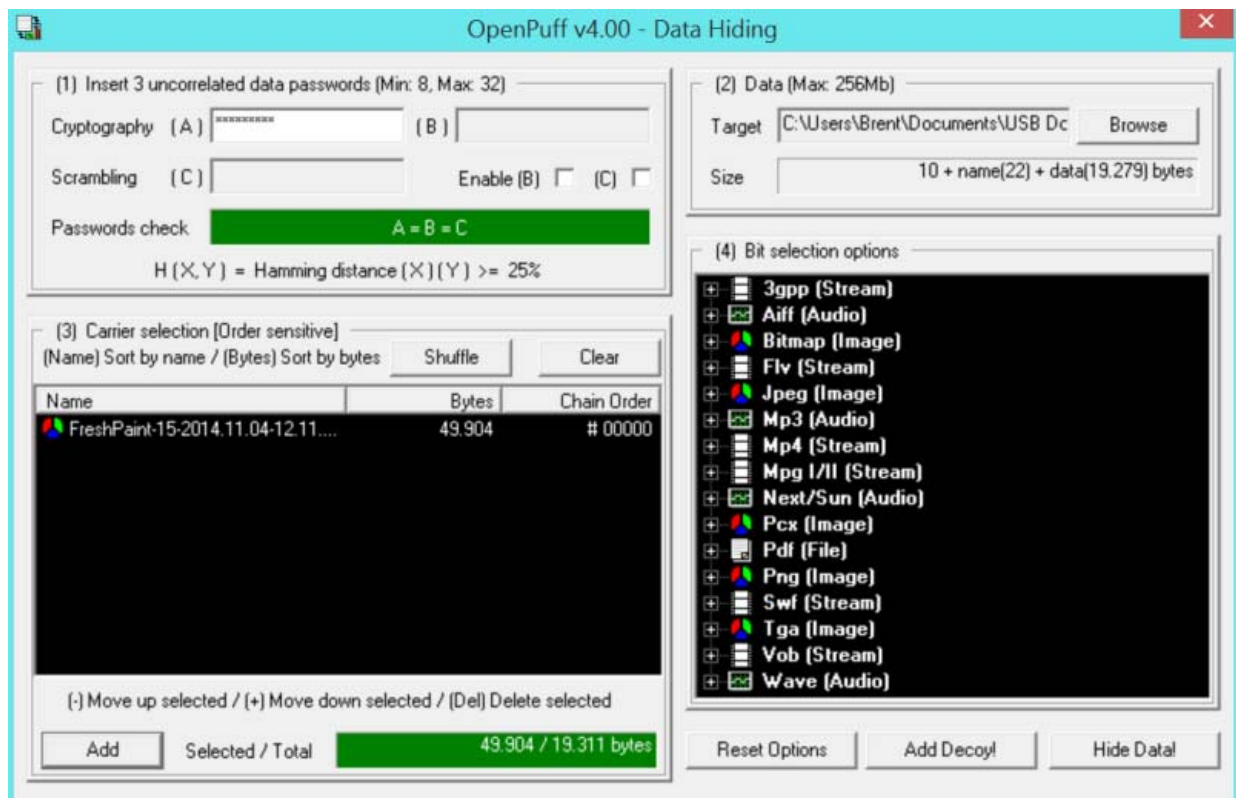 OpenPuff v4.00 - Data Hiding
(1) Insert 3 uncorrelated data passwords (Min: 8, Max: 32)
Cryptography (A) ********* (B)
Scrambling (C) Enable (B) (C)
Passwords check A = B = C
H (X,Y) = Hamming distance (X)(Y) >= 25%
(2) Data (Max: 256Mb)
Target C:\Users\Brent\Documents\USB Dc Browse
Size 10 + name(22) + data(19.279) bytes
(3) Carrier selection [Order sensitive]
(Name) Sort by name / (Bytes) Sort by bytes Shuffle Clear
Name Bytes Chain Order
FreshPaint-15-2014.11.04-12.11.... 49.904 # 00000
(-) Move up selected / (+) Move down selected / (Del) Delete selected
Add Selected / Total 49.904 / 19.311 bytes
(4) Bit selection options
3gpp (Stream)
Aiff (Audio)
Bitmap (Image)
Flv (Stream)
Jpeg (Image)
Mp3 (Audio)
Mp4 (Stream)
Mpg I/II (Stream)
Next/Sun (Audio)
Pcx (Image)
Pdf (File)
Png (Image)
Swf (Stream)
Tga (Image)
Vob (Stream)
Wave (Audio)
Reset Options Add Decoy! Hide Data!